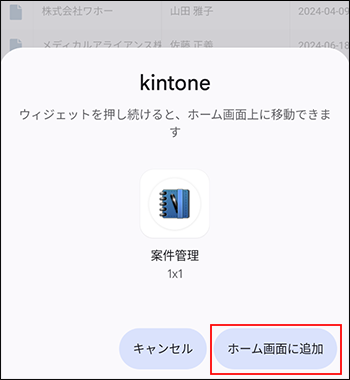 株式会社ワホー 山田 雅子 2024-04-09
メディカルアライアンス株 佐藤 正義 2024-06-18
kintone
ウィジェットを押し続けると、ホーム画面上に移動できま
す
案件管理
1x1
キャンセル ホーム画面に追加